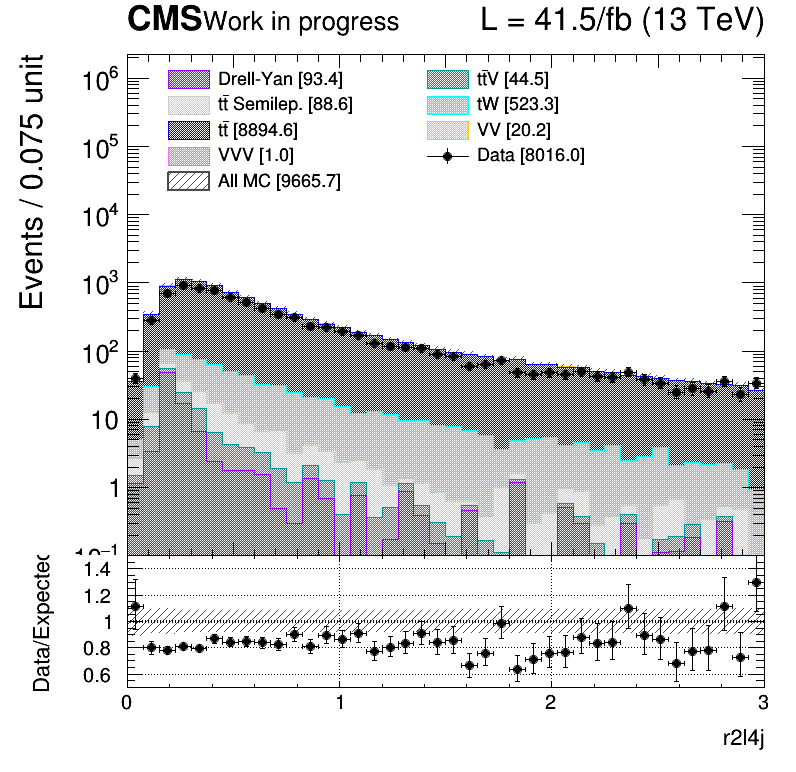 CMS Work in progress L = 41.5/fb (13 TeV)
Events / 0.075 unit
10⁶
10⁵
10⁴
10³
10²
10
1
10⁻¹
Drell-Yan [93.4]
tt̄ Semilep. [88.6]
tt̄ [8894.6]
VVV [1.0]
All MC [9665.7]
tt̄V [44.5]
tW [523.3]
VV [20.2]
Data [8016.0]
Data/Expected
1.4
1.2
1
0.8
0.6
0 1 2 3
r2l4j